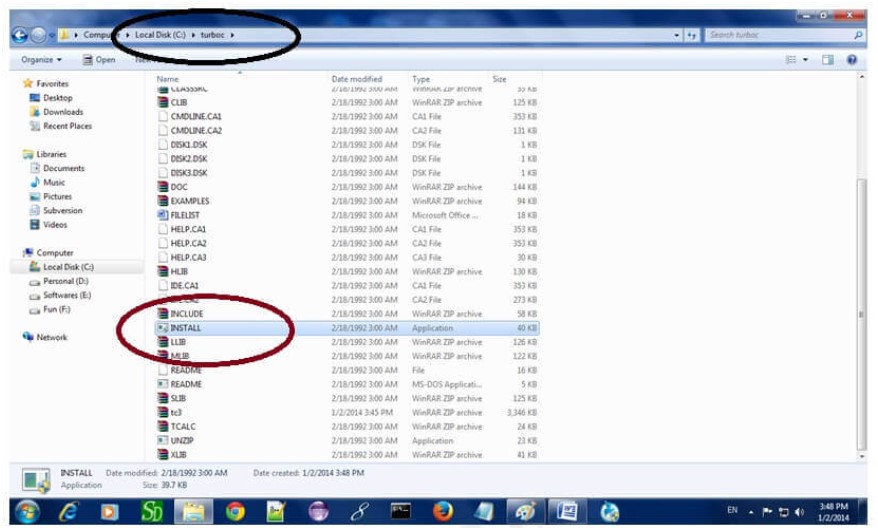 Computer ▸ Local Disk (C:) ▸ turboc ▸
Search turboc
Organize ▾ Open New
Name Date modified Type Size
CLASSSRC 2/18/1992 3:00 AM WinRAR ZIP archive 55 KB
CLIB 2/18/1992 3:00 AM WinRAR ZIP archive 125 KB
CMDLINE.CA1 2/18/1992 3:00 AM CA1 File 353 KB
CMDLINE.CA2 2/18/1992 3:00 AM CA2 File 131 KB
DISK1.DSK 2/18/1992 3:00 AM DSK File 1 KB
DISK2.DSK 2/18/1992 3:00 AM DSK File 1 KB
DISK3.DSK 2/18/1992 3:00 AM DSK File 1 KB
DOC 2/18/1992 3:00 AM WinRAR ZIP archive 144 KB
EXAMPLES 2/18/1992 3:00 AM WinRAR ZIP archive 94 KB
FILELIST 2/18/1992 3:00 AM Microsoft Office ... 18 KB
HELP.CA1 2/18/1992 3:00 AM CA1 File 353 KB
HELP.CA2 2/18/1992 3:00 AM CA2 File 353 KB
HELP.CA3 2/18/1992 3:00 AM CA3 File 30 KB
HLIB 2/18/1992 3:00 AM WinRAR ZIP archive 130 KB
IDE.CA1 2/18/1992 3:00 AM CA1 File 353 KB
2/18/1992 3:00 AM CA2 File 273 KB
INCLUDE 2/18/1992 3:00 AM WinRAR ZIP archive 58 KB
INSTALL 2/18/1992 3:00 AM Application 40 KB
LLIB 2/18/1992 3:00 AM WinRAR ZIP archive 126 KB
MLIB 2/18/1992 3:00 AM WinRAR ZIP archive 122 KB
README 2/18/1992 3:00 AM File 16 KB
README 2/18/1992 3:00 AM MS-DOS Applicati... 5 KB
SLIB 2/18/1992 3:00 AM WinRAR ZIP archive 125 KB
tc3 1/2/2014 3:45 PM WinRAR ZIP archive 3,346 KB
TCALC 2/18/1992 3:00 AM WinRAR ZIP archive 24 KB
UNZIP 2/18/1992 3:00 AM Application 23 KB
XLIB 2/18/1992 3:00 AM WinRAR ZIP archive 41 KB
Favorites
Desktop
Downloads
Recent Places
Libraries
Documents
Music
Pictures
Subversion
Videos
Computer
Local Disk (C:)
Personal (D:)
Softwares (E:)
Fun (F:)
Network
INSTALL Date modified: 2/18/1992 3:00 AM Date created: 1/2/2014 3:48 PM
Application Size: 39.7 KB
SD
EN 3:48 PM
1/2/2014